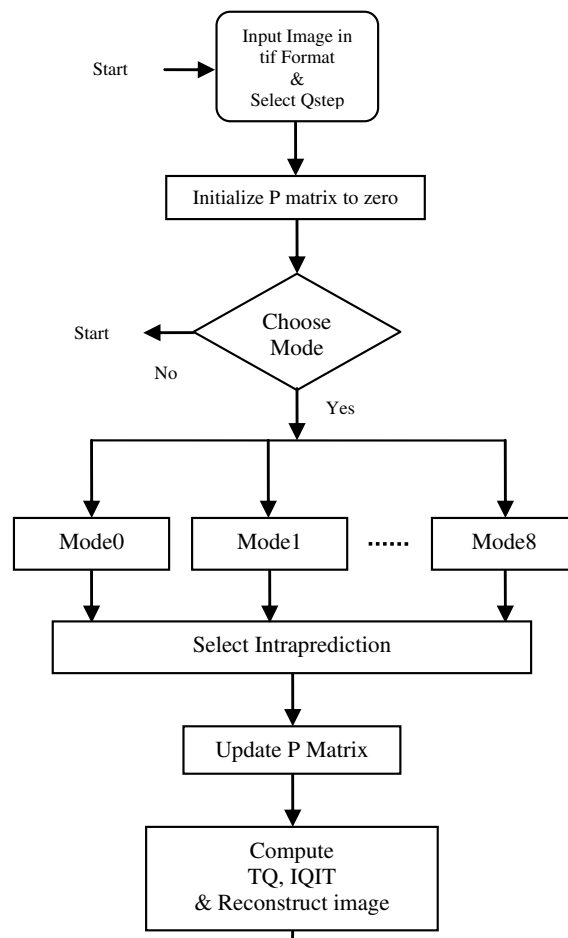 Input Image in
tif Format
&
Select Qstep
Start
Initialize P matrix to zero
Choose
Mode
Start
No
Yes
Mode0
Mode1
......
Mode8
Select Intraprediction
Update P Matrix
Compute
TQ, IQIT
& Reconstruct image